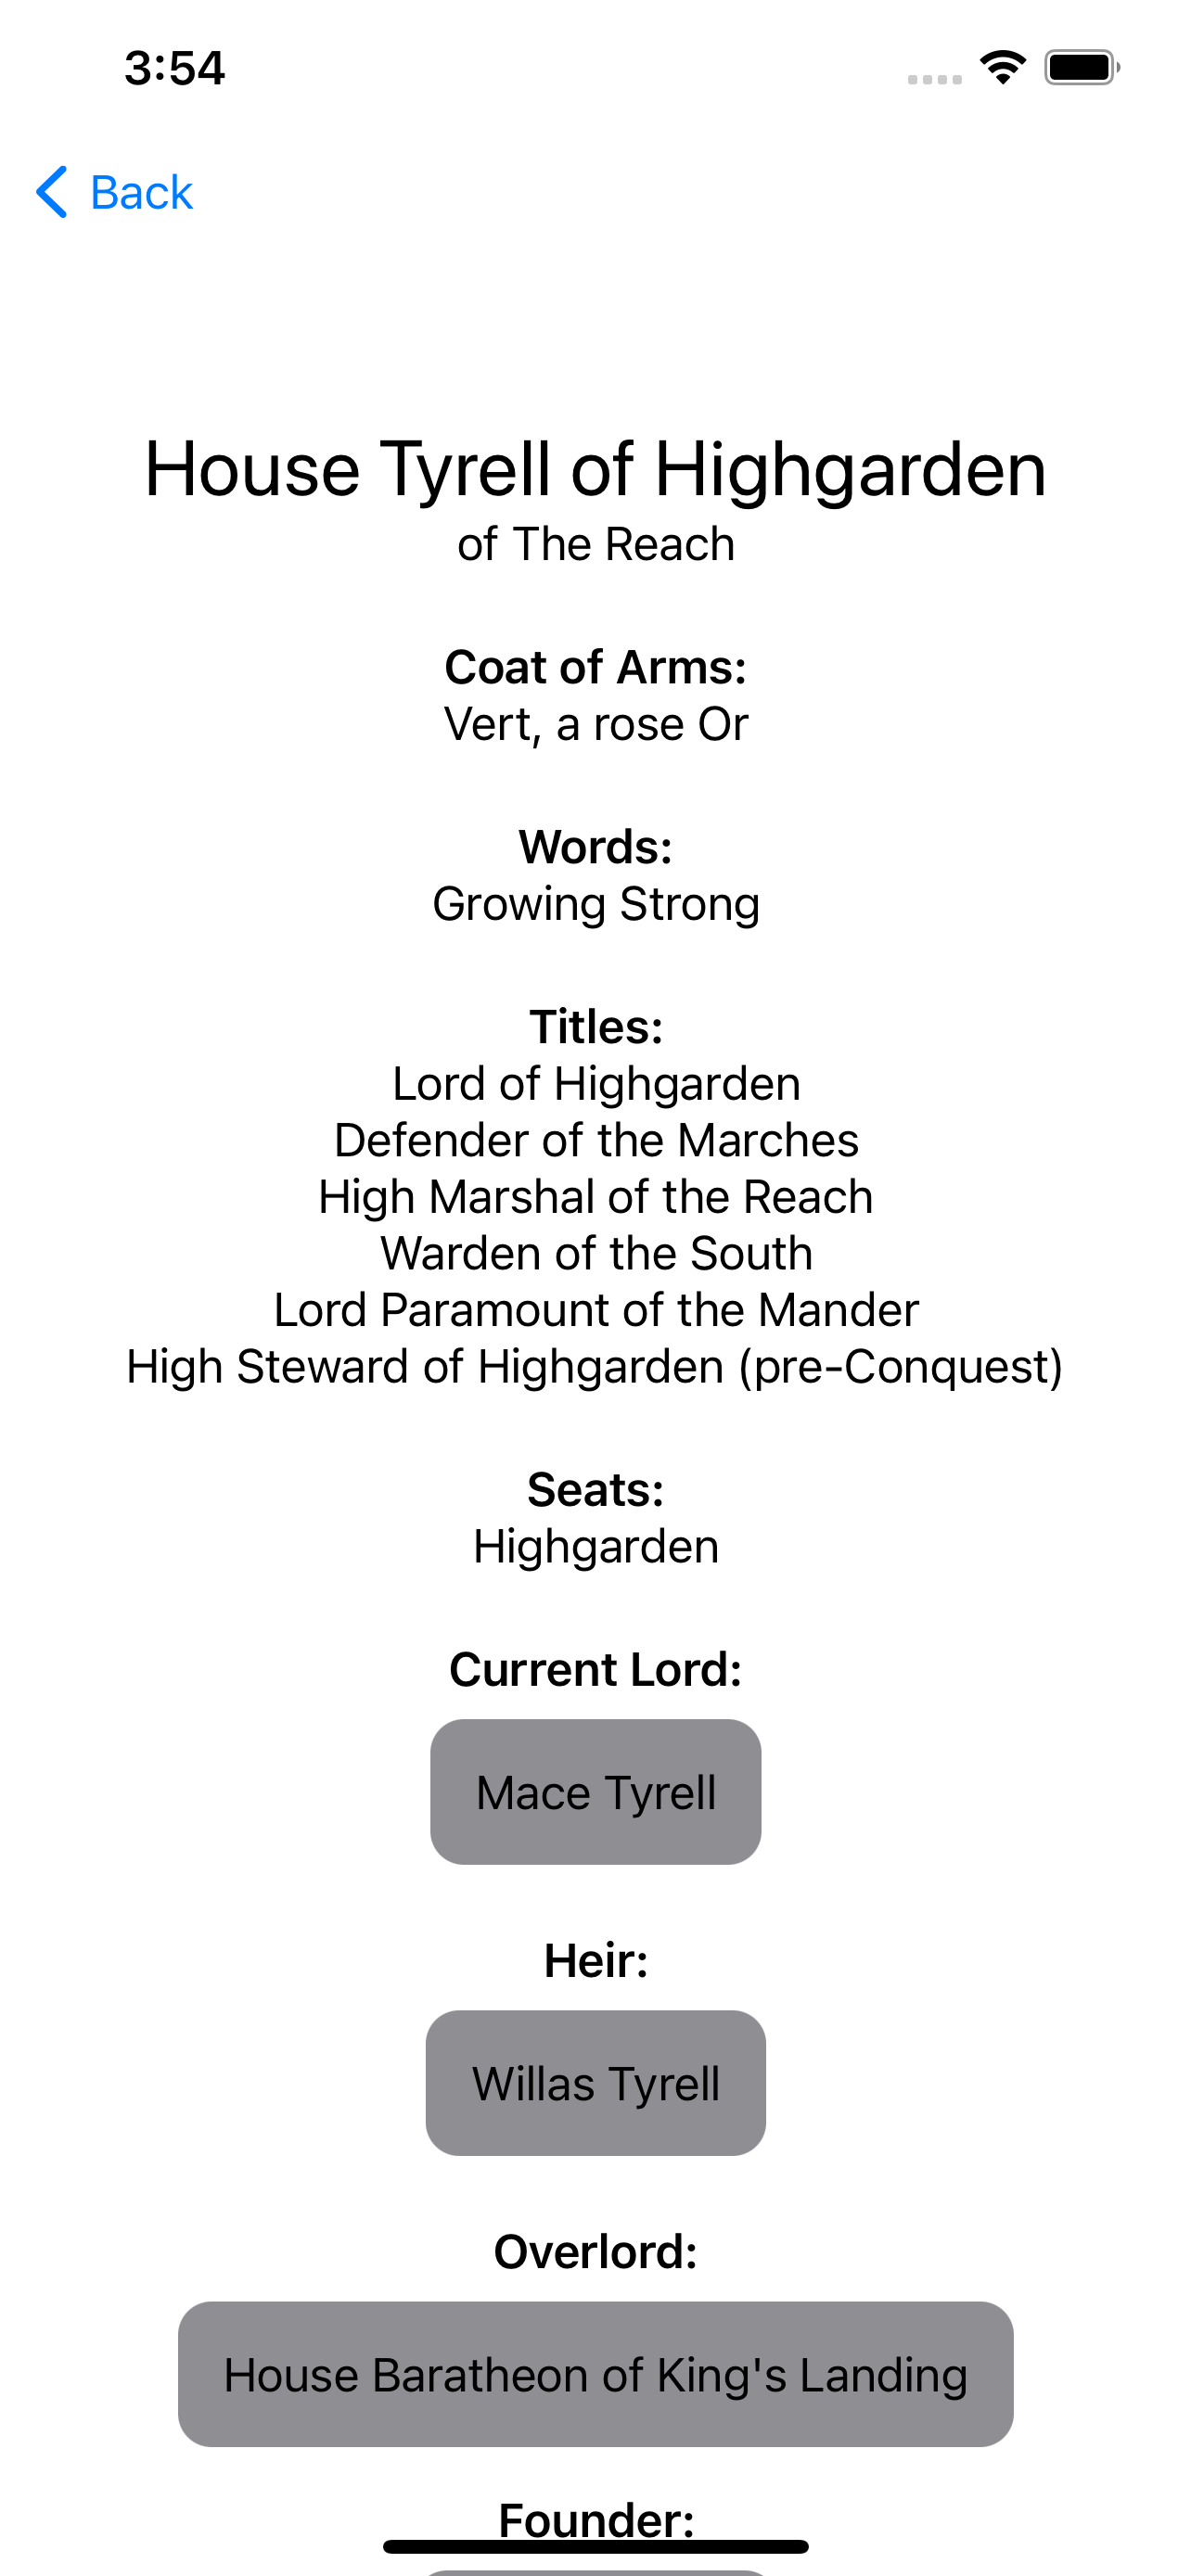 3:54
Back
House Tyrell of Highgarden
of The Reach
Coat of Arms:
Vert, a rose Or
Words:
Growing Strong
Titles:
Lord of Highgarden
Defender of the Marches
High Marshal of the Reach
Warden of the South
Lord Paramount of the Mander
High Steward of Highgarden (pre-Conquest)
Seats:
Highgarden
Current Lord:
Mace Tyrell
Heir:
Willas Tyrell
Overlord:
House Baratheon of King's Landing
Founder: